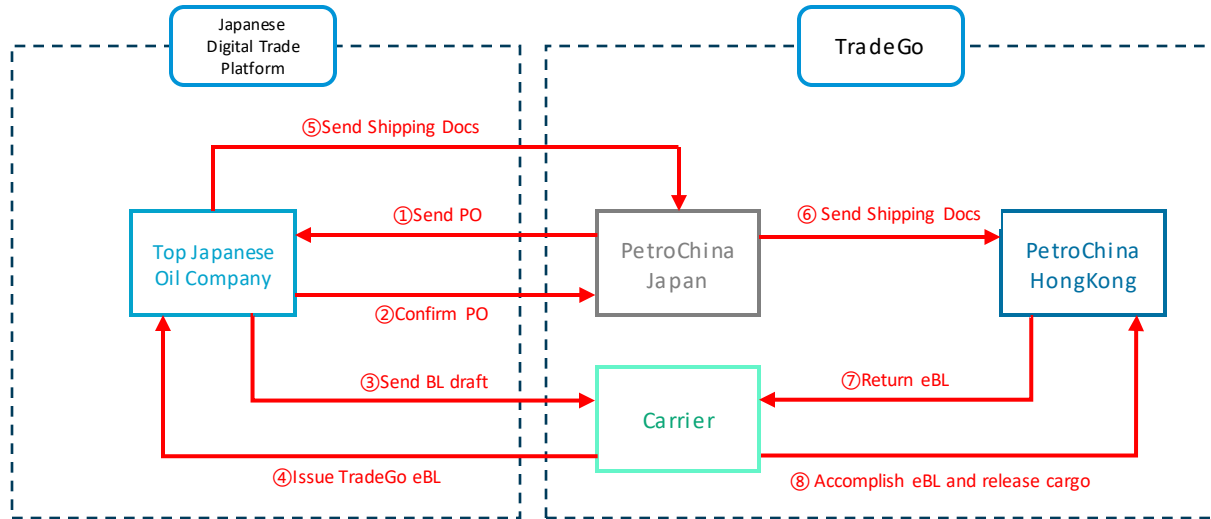 Japanese
Digital Trade
Platform
TradeGo
⑤Send Shipping Docs
①Send PO
⑥ Send Shipping Docs
Top Japanese
Oil Company
PetroChina
Japan
PetroChina
HongKong
②Confirm PO
③Send BL draft
⑦Return eBL
Carrier
④Issue TradeGo eBL
⑧ Accomplish eBL and release cargo